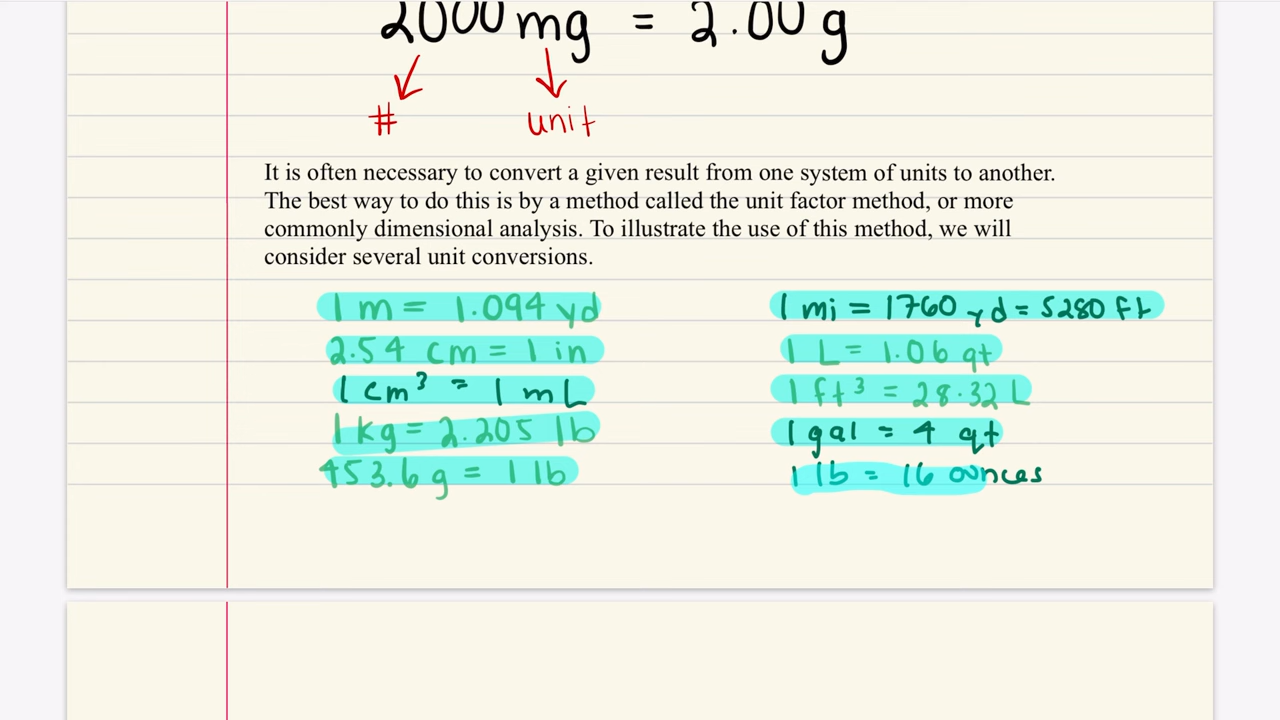 2000 mg = 2.00 g
# unit
It is often necessary to convert a given result from one system of units to another.
The best way to do this is by a method called the unit factor method, or more
commonly dimensional analysis. To illustrate the use of this method, we will
consider several unit conversions.
1 m = 1.094 yd
2.54 cm = 1 in
1 cm³ = 1 mL
1 kg = 2.205 lb
453.6 g = 1 lb
1 mi = 1760 yd = 5280 ft
1 L = 1.06 qt
1 ft³ = 28.32 L
1 gal = 4 qt
1 lb = 16 ounces